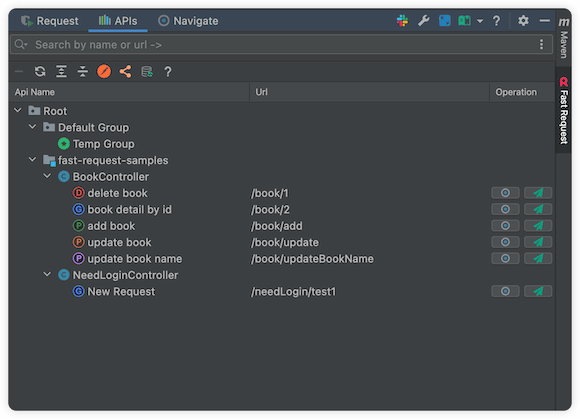 Request APIs Navigate ?
Search by name or url ->
?
Api Name Url Operation
Root
Default Group
Temp Group
fast-request-samples
C BookController
D delete book /book/1
G book detail by id /book/2
P add book /book/add
P update book /book/update
P update book name /book/updateBookName
C NeedLoginController
G New Request /needLogin/test1
m Maven
Fast Request